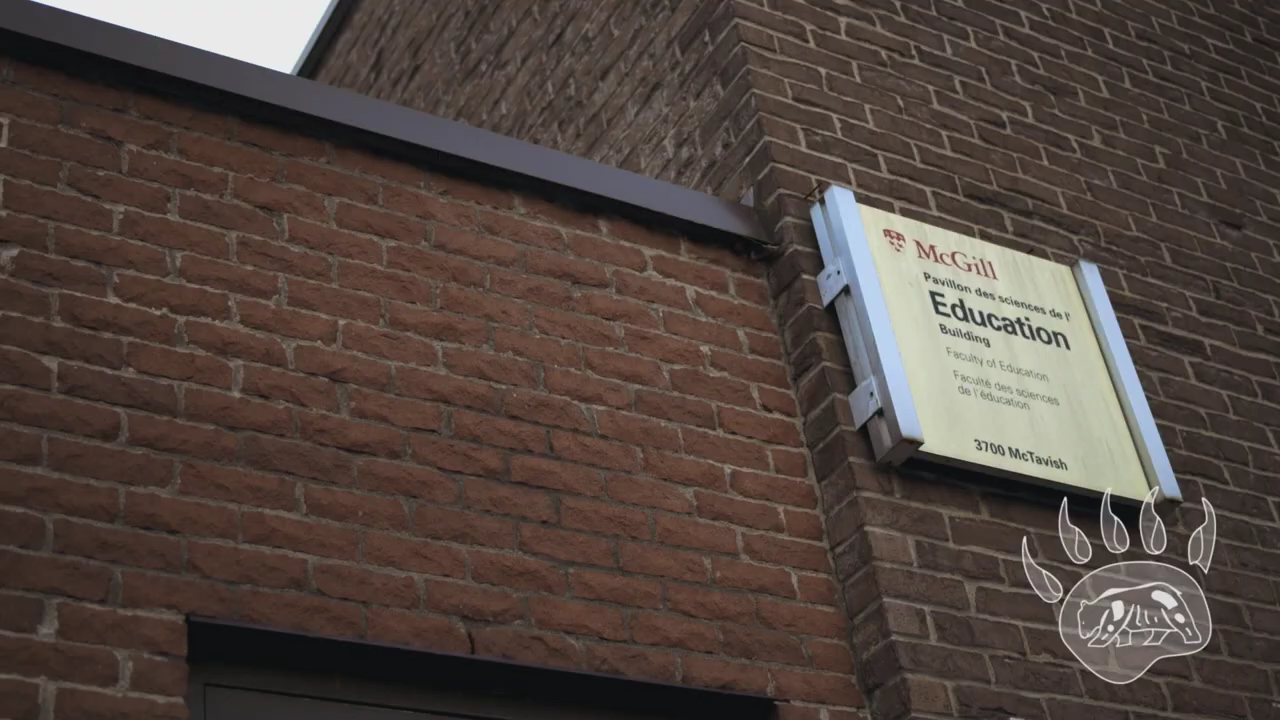 McGill
Pavillon des sciences de l'
Education
Building
Faculty of Education
Faculté des sciences
de l'éducation
3700 McTavish